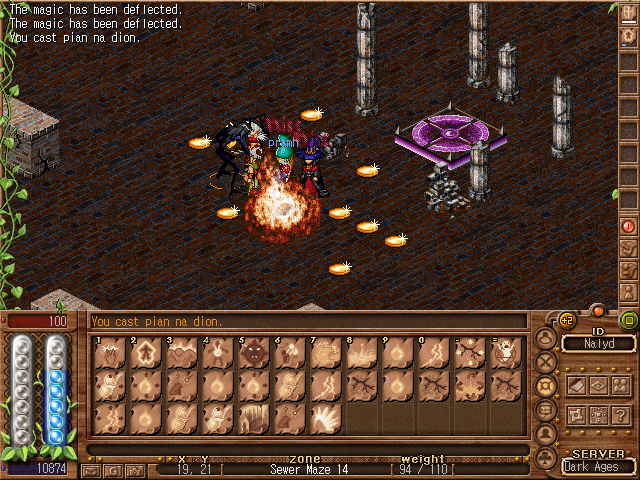 The magic has been deflected.
The magic has been deflected.
You cast pian na dion.
pramh
100
You cast pian na dion.
+2
ID
Nalyd
1 2 3 4 5 6 7 8 9 0 - =
SERVER
Dark Ages
x, y zone weight
10874
19, 21 Sewer Maze 14 94 / 110
G
?